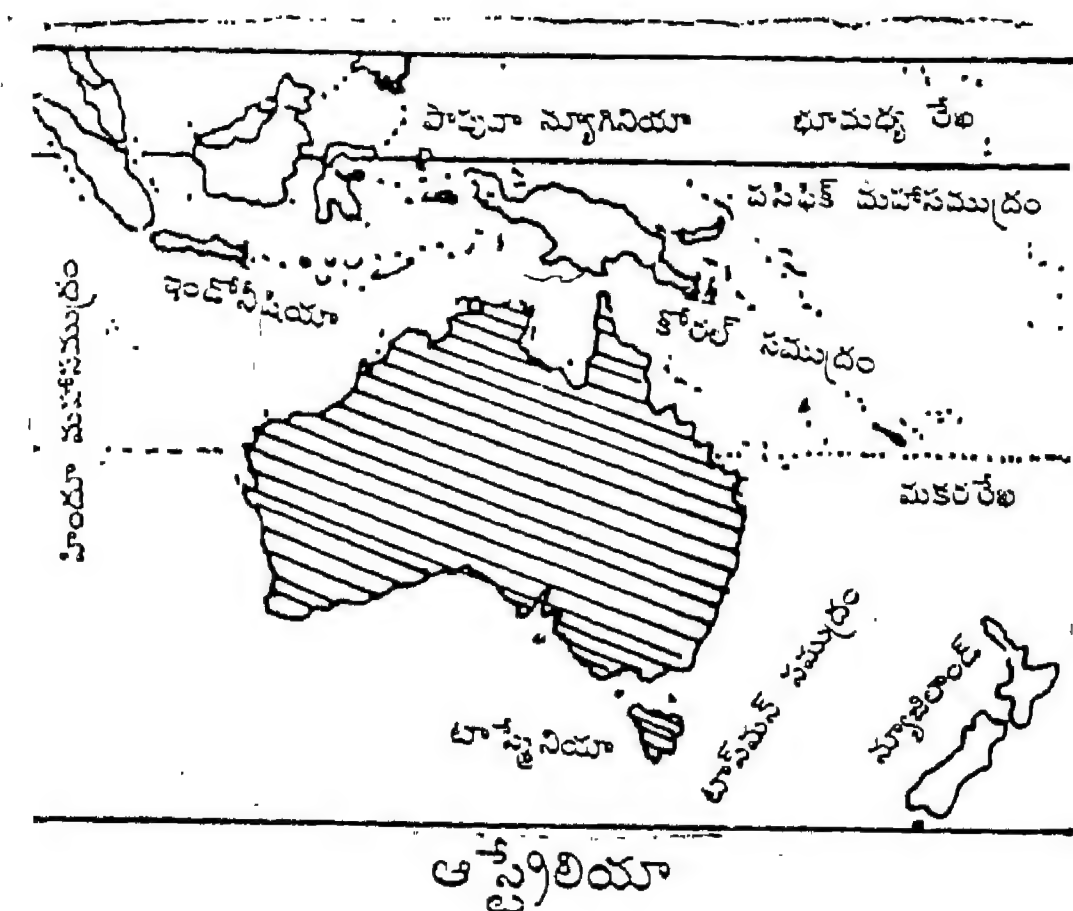 పాపువా న్యూగినియా
భూమధ్య రేఖ
పసిఫిక్ మహాసముద్రం
ఇండోనీషియా
కోరల్ సముద్రం
హిందూ మహాసముద్రం
మకరరేఖ
టాస్మేనియా
టాస్‌మన్ సముద్రం
న్యూజిలాండ్
ఆస్ట్రేలియా